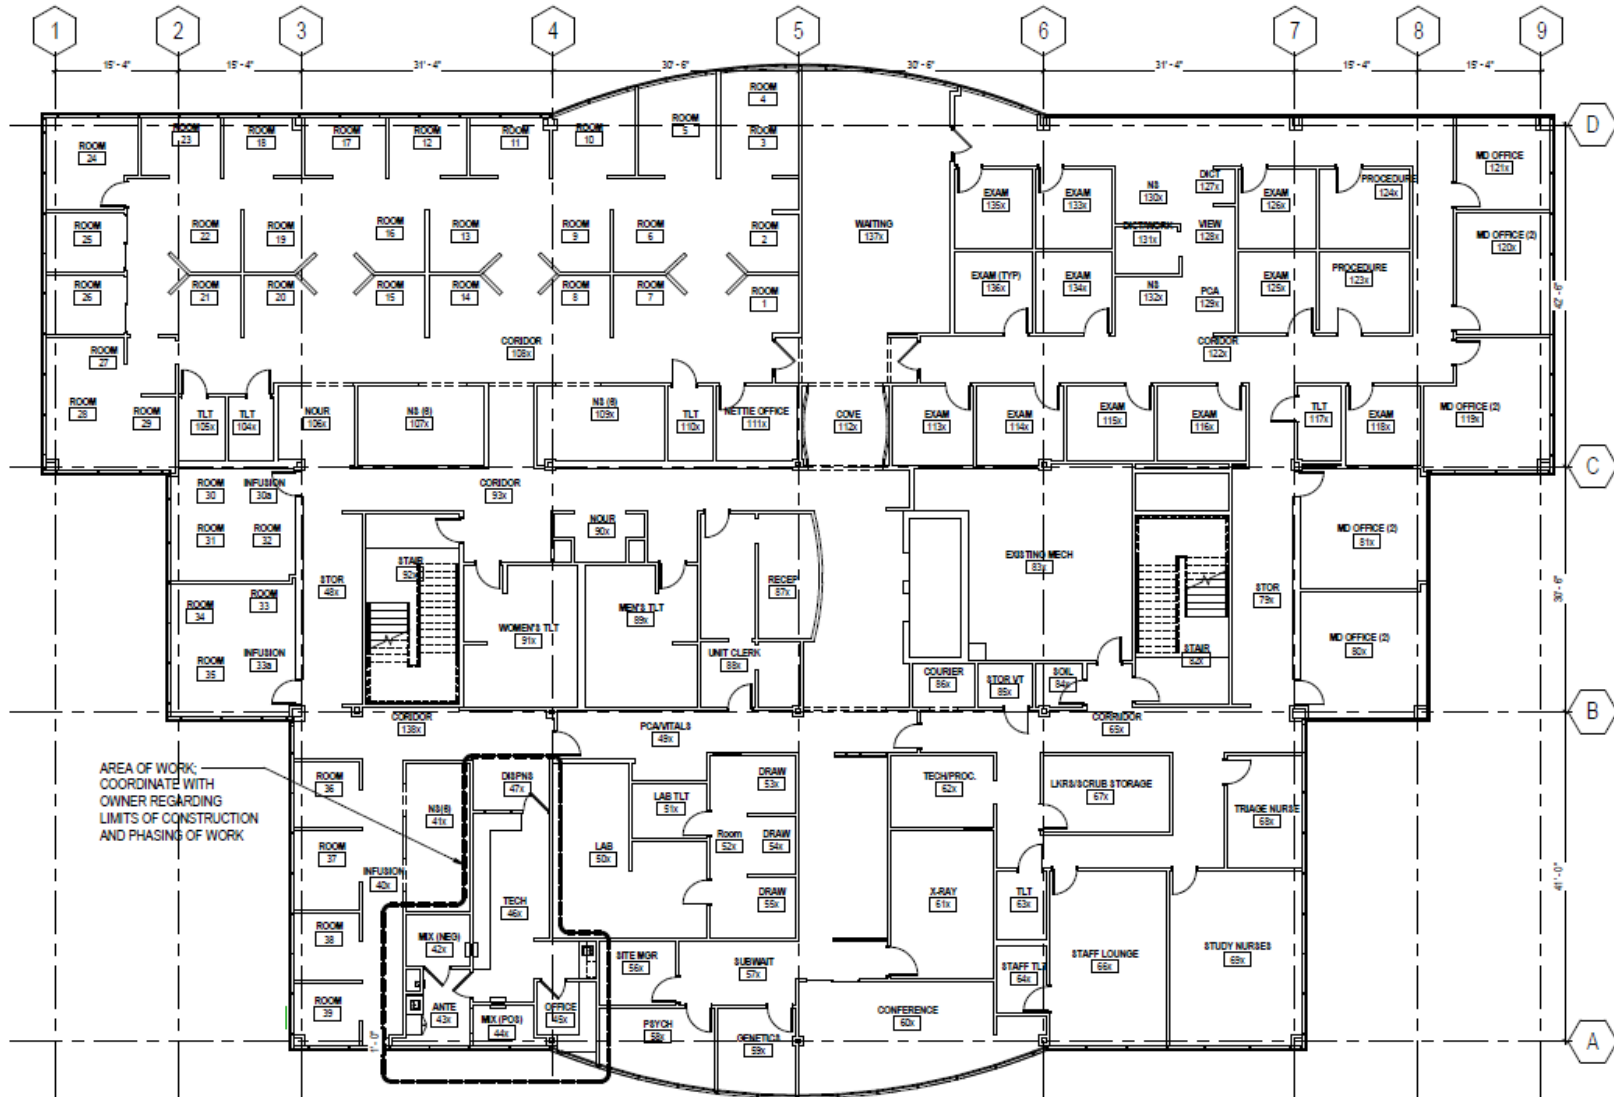 1 2 3 4 5 6 7 8 9
15'-4" 15'-4" 31'-4" 30'-6" 30'-6" 31'-4" 15'-4" 15'-4"
D
C
B
A
42'-6"
30'-6"
41'-0"
ROOM
4
ROOM
5
ROOM
3
ROOM
24
ROOM
23
ROOM
18
ROOM
17
ROOM
12
ROOM
11
ROOM
10
MD OFFICE
121x
EXAM
135x
EXAM
133x
NS
130x
DICT
127x
EXAM
126x
PROCEDURE
124x
ROOM
25
ROOM
22
ROOM
19
ROOM
16
ROOM
13
ROOM
9
ROOM
6
ROOM
2
WAITING
137x
DICT/WORK
131x
VIEW
128x
MD OFFICE (2)
120x
ROOM
26
ROOM
21
ROOM
20
ROOM
15
ROOM
14
ROOM
8
ROOM
7
ROOM
1
EXAM (TYP)
136x
EXAM
134x
NS
132x
PCA
129x
EXAM
125x
PROCEDURE
123x
ROOM
27
CORIDOR
108x
CORIDOR
122x
ROOM
28
ROOM
29
TLT
105x
TLT
104x
NOUR
106x
NS (6)
107x
NS (6)
109x
TLT
110x
NETTIE OFFICE
111x
COVE
112x
EXAM
113x
EXAM
114x
EXAM
115x
EXAM
116x
TLT
117x
EXAM
118x
MD OFFICE (2)
119x
ROOM
30
INFUSION
30a
CORIDOR
93x
ROOM
31
ROOM
32
NOUR
90x
MD OFFICE (2)
81x
STAIR
92x
EXISTING MECH
83x
STOR
48x
RECEP
87x
STOR
79x
ROOM
34
ROOM
33
MEN'S TLT
89x
WOMEN'S TLT
91x
MD OFFICE (2)
80x
ROOM
35
INFUSION
33a
UNIT CLERK
88x
COURIER
86x
STOR VT
85x
SOIL
84x
STAIR
82x
CORIDOR
138x
PCA/VITALS
49x
CORRIDOR
65x
AREA OF WORK;
COORDINATE WITH
OWNER REGARDING
LIMITS OF CONSTRUCTION
AND PHASING OF WORK
ROOM
36
NS(6)
41x
DISPNS
47x
LAB TLT
51x
DRAW
53x
TECH/PROC.
62x
LKRS/SCRUB STORAGE
67x
TRIAGE NURSE
68x
ROOM
37
LAB
50x
Room
52x
DRAW
54x
INFUSION
40x
TECH
46x
DRAW
55x
X-RAY
61x
TLT
63x
ROOM
38
MIX (NEG)
42x
SITE MGR
56x
SUBWAIT
57x
STAFF TLT
64x
STAFF LOUNGE
66x
STUDY NURSES
69x
ROOM
39
ANTE
43x
MIX (POS)
44x
OFFICE
45x
PSYCH
58x
GENETICS
59x
CONFERENCE
60x
1'-0"